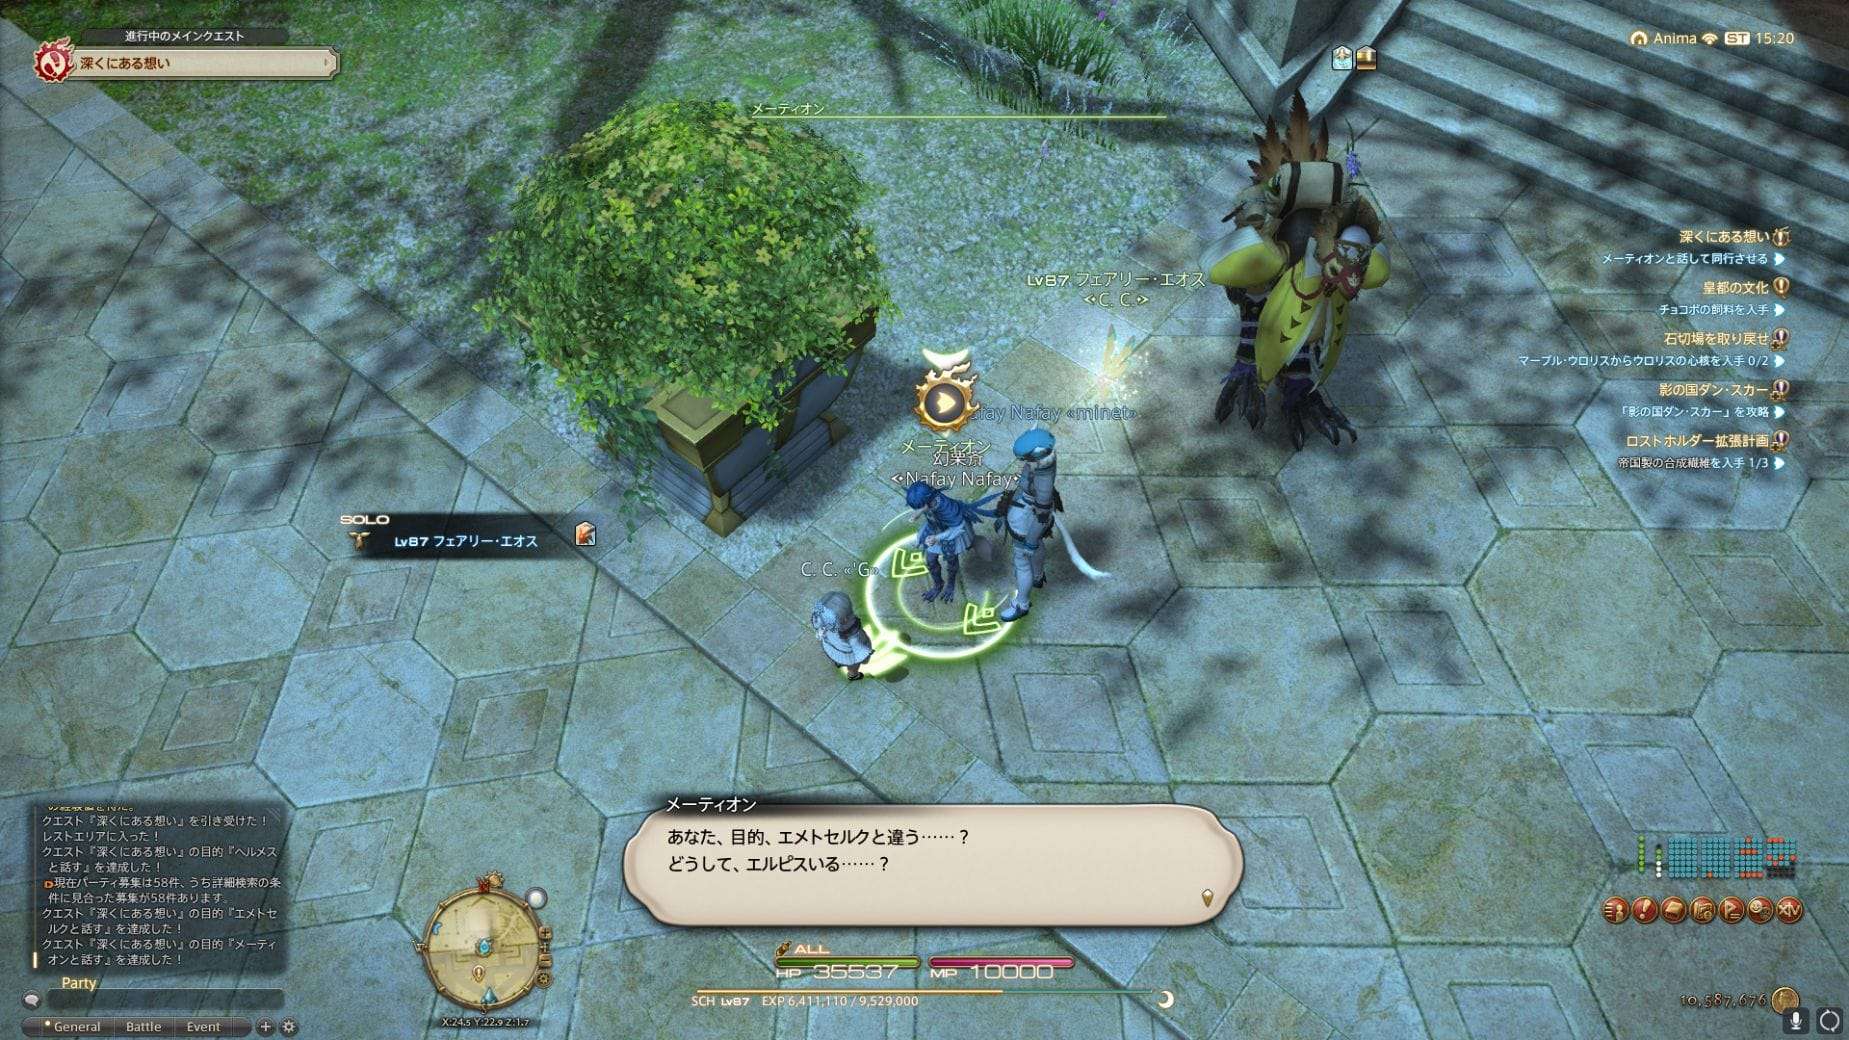 進行中のメインクエスト
深くにある想い
Anima ST 15:20
メーティオン
深くにある想い
メーティオンと話して同行させる
皇都の文化
チョコボの飼料を入手
石切場を取り戻せ
マーブル・ウロリスからウロリスの心核を入手 0/2
影の国ダン・スカー
「影の国ダン・スカー」を攻略
ロストホルダー拡張計画
帝国製の合成繊維を入手 1/3
Lv87 フェアリー・エオス
<C. C.>
Nafay «minet»
メーティオン
«Nafay Nafay»
SOLO
Lv87 フェアリー・エオス
C. C. «'G»
メーティオン
あなた、目的、エメトセルクと違う……？
どうして、エルピスいる……？
クエスト『深くにある想い』を引き受けた！
レストエリアに入った！
クエスト『深くにある想い』の目的『ヘルメス
と話す』を達成した！
現在パーティ募集は58件、うち詳細検索の条
件に見合った募集が58件あります。
クエスト『深くにある想い』の目的『エメトセ
ルクと話す』を達成した！
クエスト『深くにある想い』の目的『メーティ
オンと話す』を達成した！
Party
General Battle Event
X:24.5 Y:22.9 Z:1.7
ALL
HP 35537 MP 10000
SCH Lv87 EXP 6,411,110 / 9,529,000
10,587,676